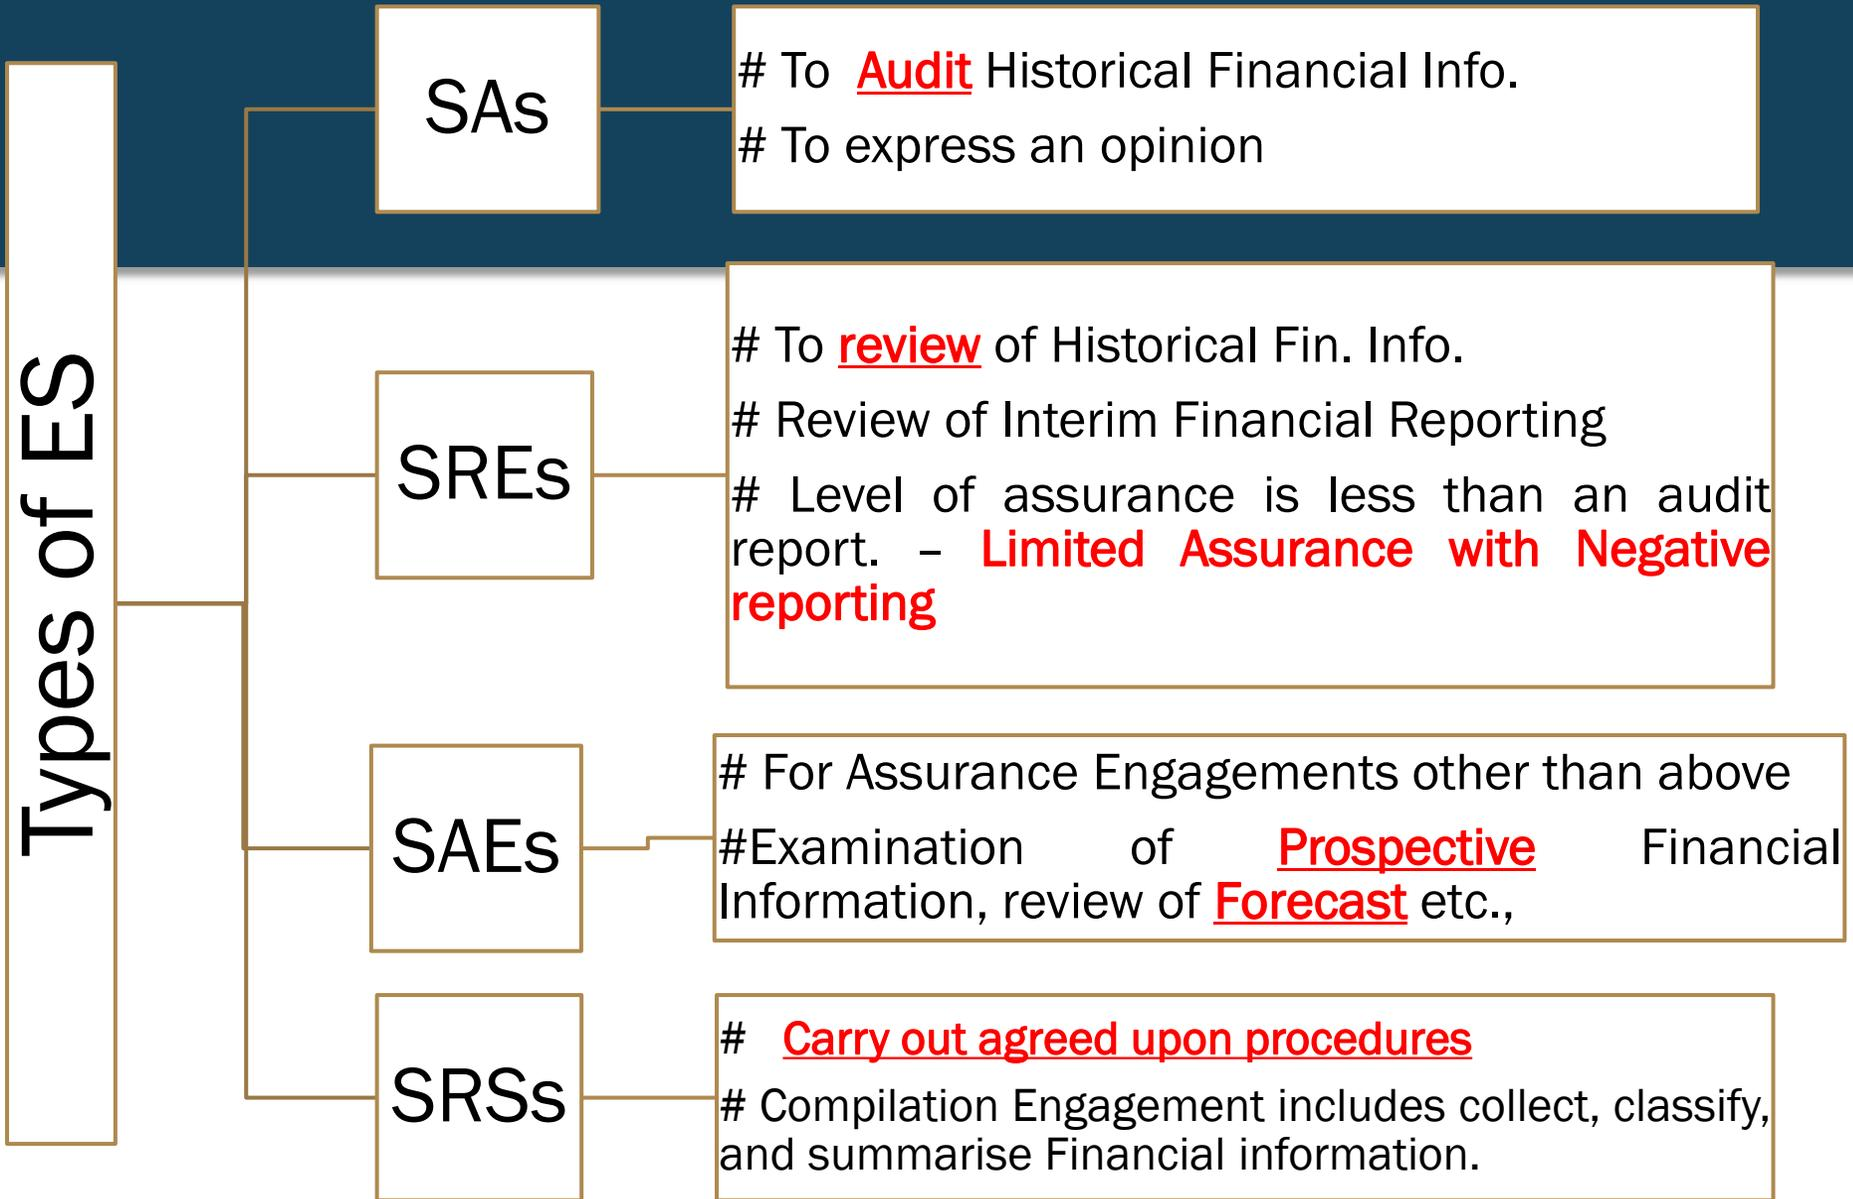 Types of ES
SAs
# To Audit Historical Financial Info.
# To express an opinion
SREs
# To review of Historical Fin. Info.
# Review of Interim Financial Reporting
# Level of assurance is less than an audit
report. – Limited Assurance with Negative
reporting
SAEs
# For Assurance Engagements other than above
#Examination of Prospective Financial
Information, review of Forecast etc.,
SRSs
# Carry out agreed upon procedures
# Compilation Engagement includes collect, classify,
and summarise Financial information.